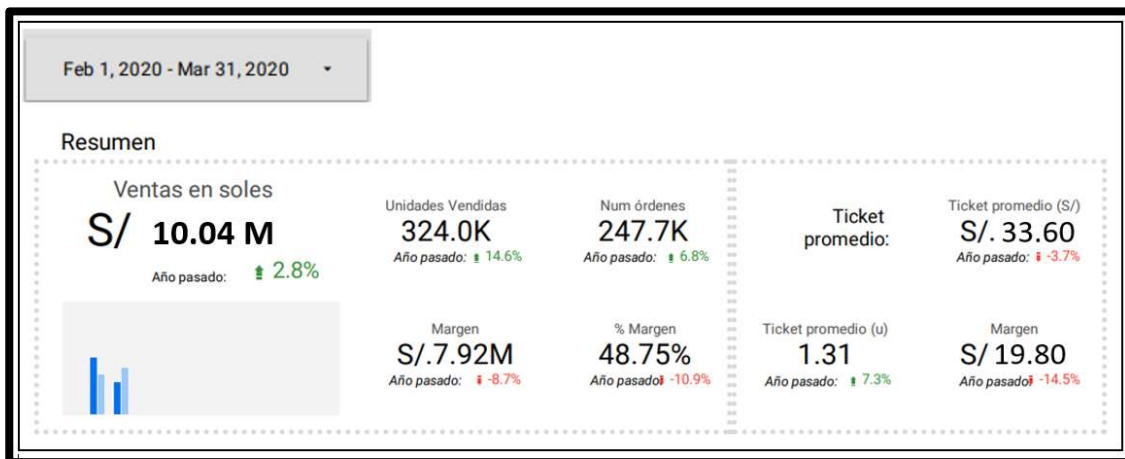 Feb 1, 2020 - Mar 31, 2020
Resumen
Ventas en soles
S/ 10.04 M
Año pasado: 2.8%
Unidades Vendidas
324.0K
Año pasado: 14.6%
Num órdenes
247.7K
Año pasado: 6.8%
Margen
S/.7.92M
Año pasado: -8.7%
% Margen
48.75%
Año pasado: -10.9%
Ticket
promedio:
Ticket promedio (S/)
S/. 33.60
Año pasado: -3.7%
Ticket promedio (u)
1.31
Año pasado: 7.3%
Margen
S/ 19.80
Año pasado: -14.5%